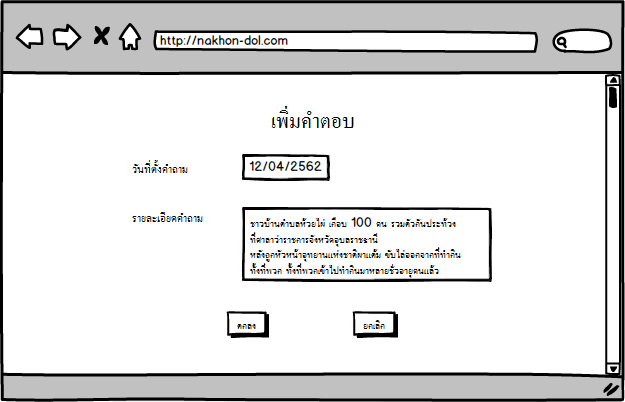 http://nakhon-dol.com
เพิ่มคำตอบ
วันที่ตั้งคำถาม
12/04/2562
รายละเอียดคำถาม
ชาวบ้านตำบลห้วยไผ่ เกือบ 100 คน รวมตัวกันประท้วง
ที่ศาลาว่าราชการจังหวัดอุบลราชธานี
หลังถูกหัวหน้าอุทยานแห่งชาติผาแต้ม ขับไล่ออกจากที่ทำกิน
ทั้งที่พวก ทั้งที่พวกเข้าไปทำกินมาหลายชั่วอายุคนแล้ว
ตกลง
ยกเลิก